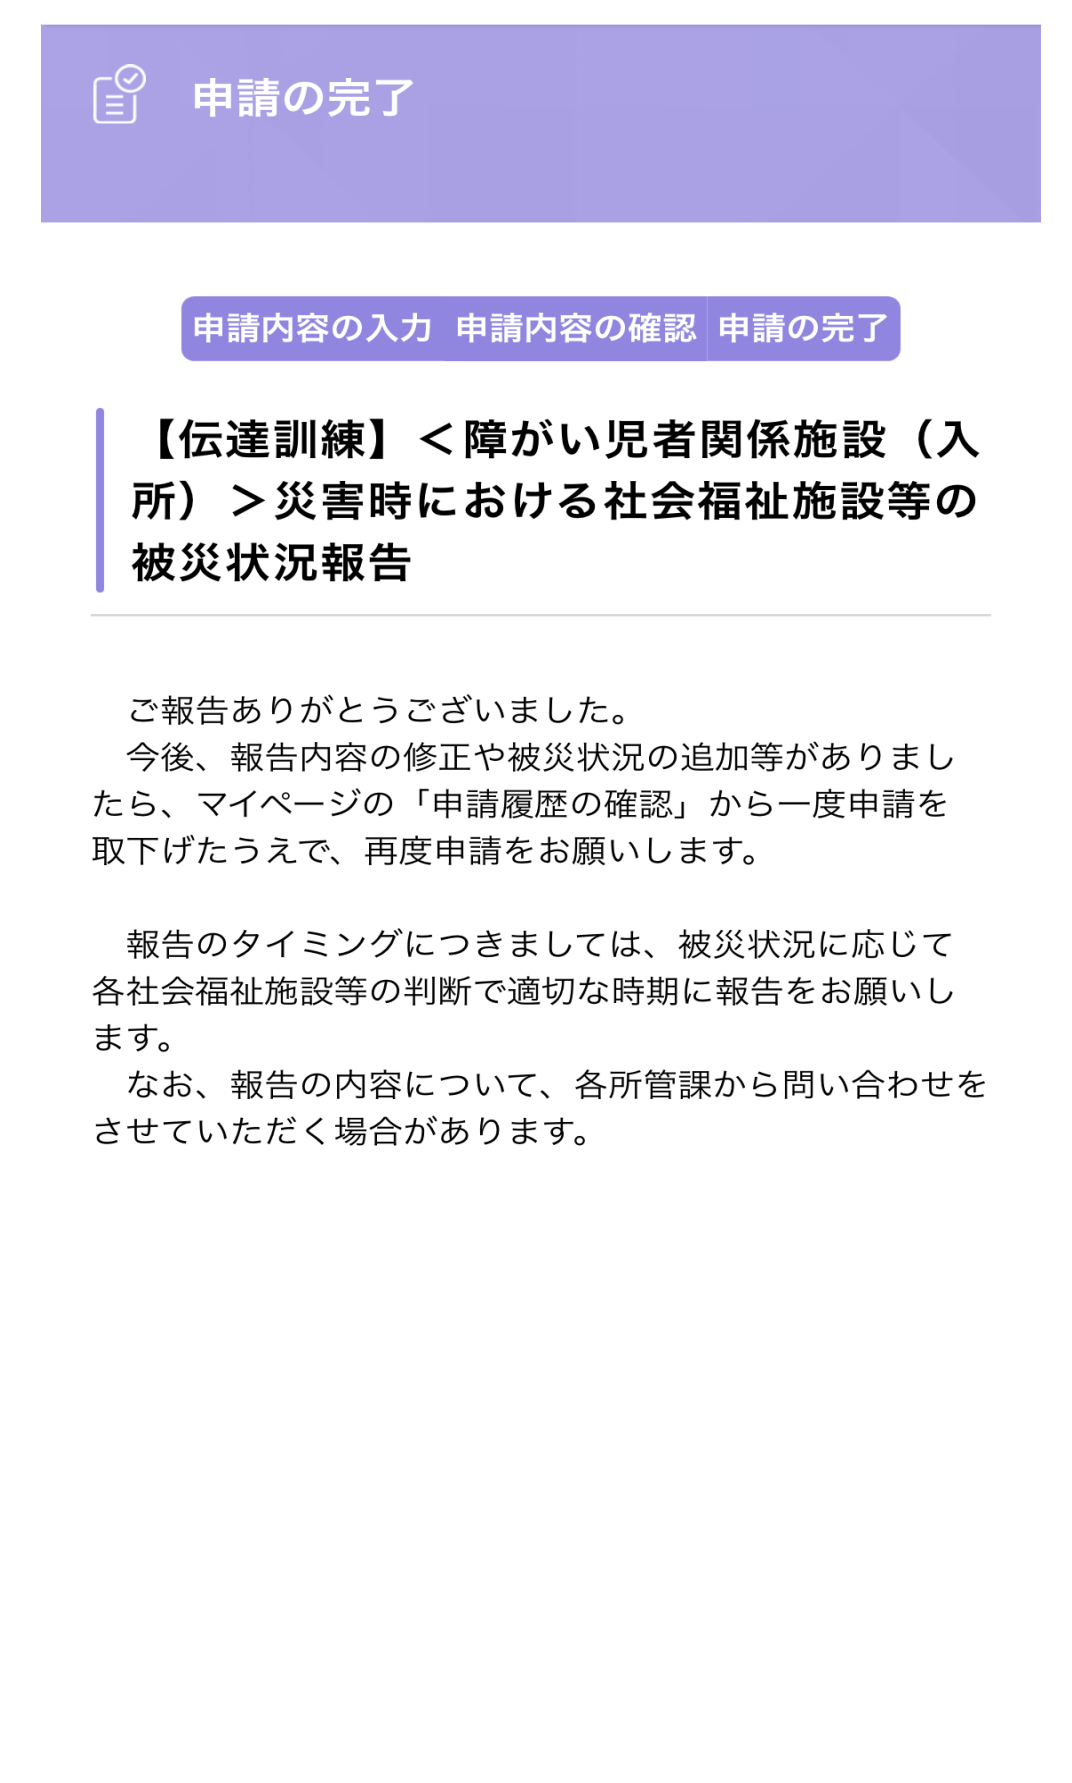 申請の完了
申請内容の入力 申請内容の確認 申請の完了
【伝達訓練】＜障がい児者関係施設（入
所）＞災害時における社会福祉施設等の
被災状況報告
　ご報告ありがとうございました。
　今後、報告内容の修正や被災状況の追加等がありまし
たら、マイページの「申請履歴の確認」から一度申請を
取下げたうえで、再度申請をお願いします。
　報告のタイミングにつきましては、被災状況に応じて
各社会福祉施設等の判断で適切な時期に報告をお願いし
ます。
　なお、報告の内容について、各所管課から問い合わせを
させていただく場合があります。